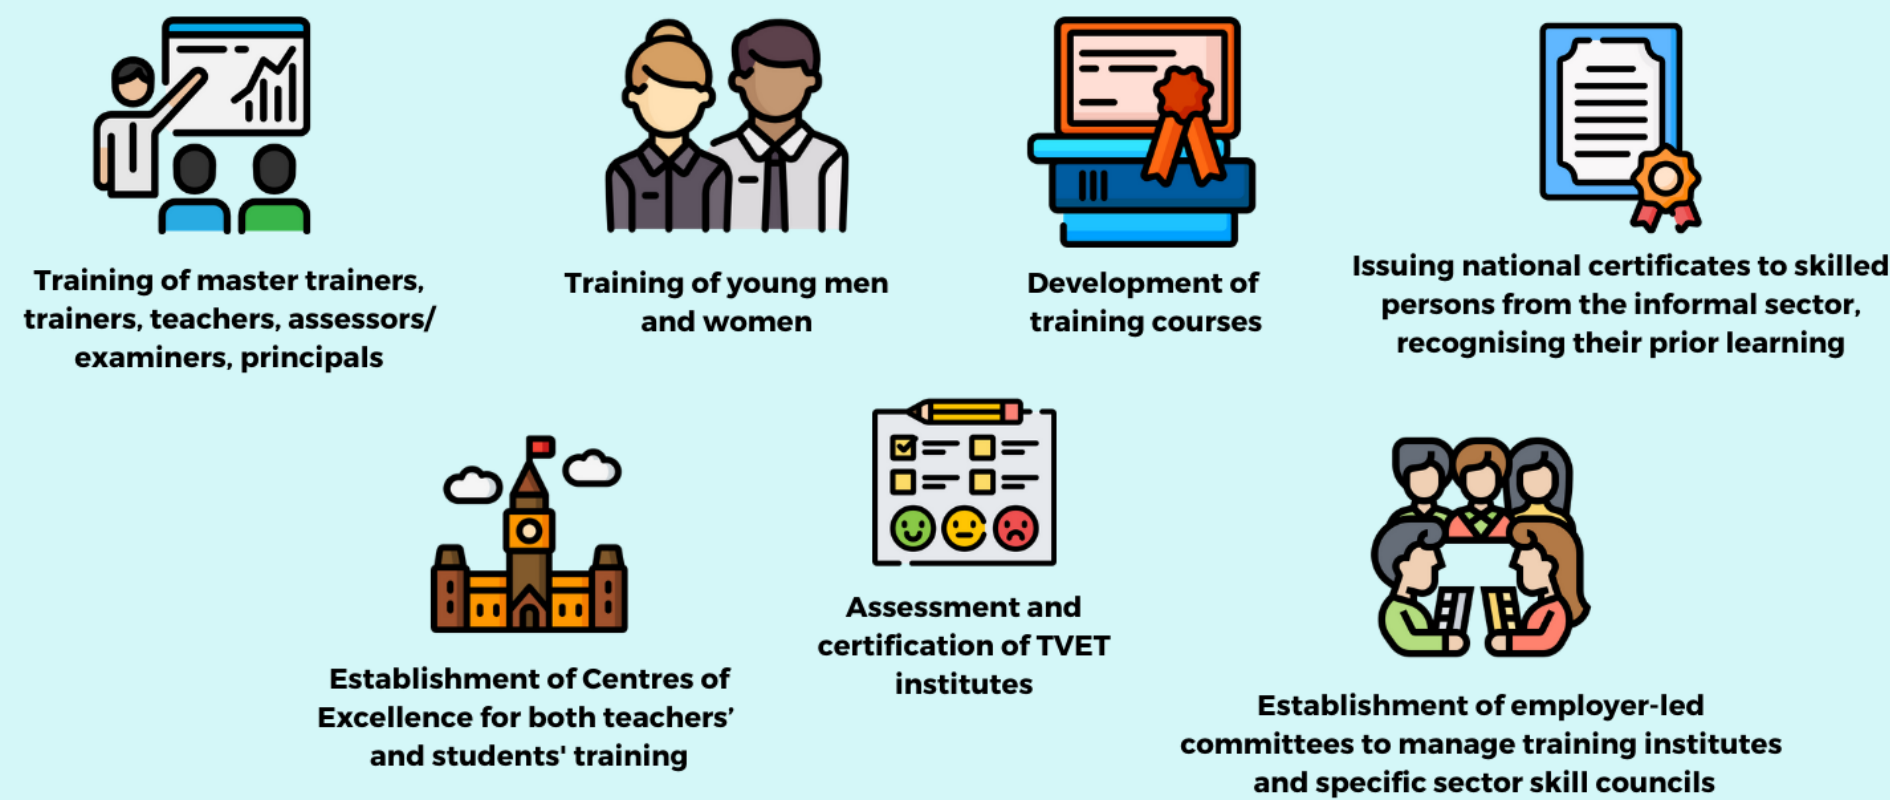 Training of master trainers,
trainers, teachers, assessors/
examiners, principals
Training of young men
and women
Development of
training courses
Issuing national certificates to skilled
persons from the informal sector,
recognising their prior learning
Establishment of Centres of
Excellence for both teachers’
and students' training
Assessment and
certification of TVET
institutes
Establishment of employer-led
committees to manage training institutes
and specific sector skill councils